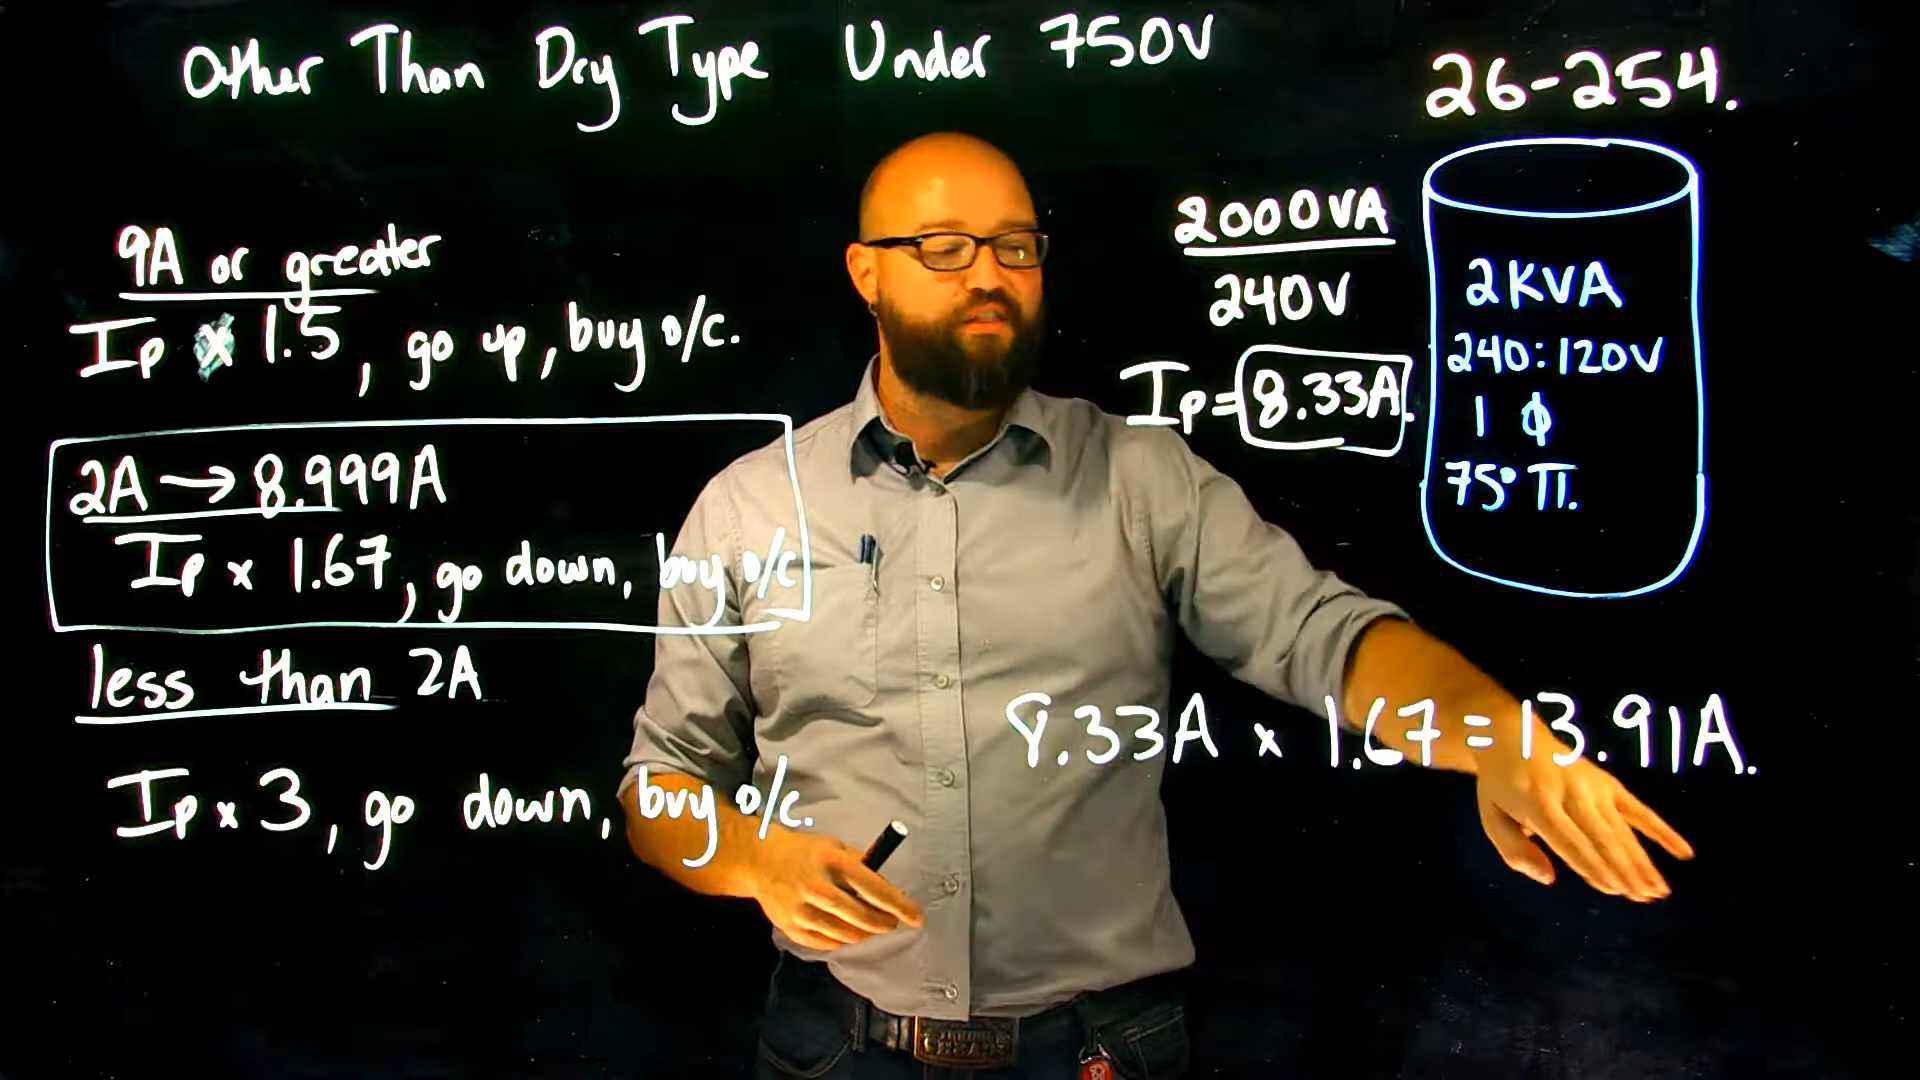 Other Than Dry Type Under 750V
26-254.
9A or greater
Ip x 1.5, go up, buy o/c.
2A → 8.999A
Ip x 1.67, go down, buy o/c
less than 2A
Ip x 3, go down, buy o/c.
2000VA
240V
Ip = 8.33A.
2KVA
240:120V
1 ϕ
75° TT.
8.33A x 1.67 = 13.91A.